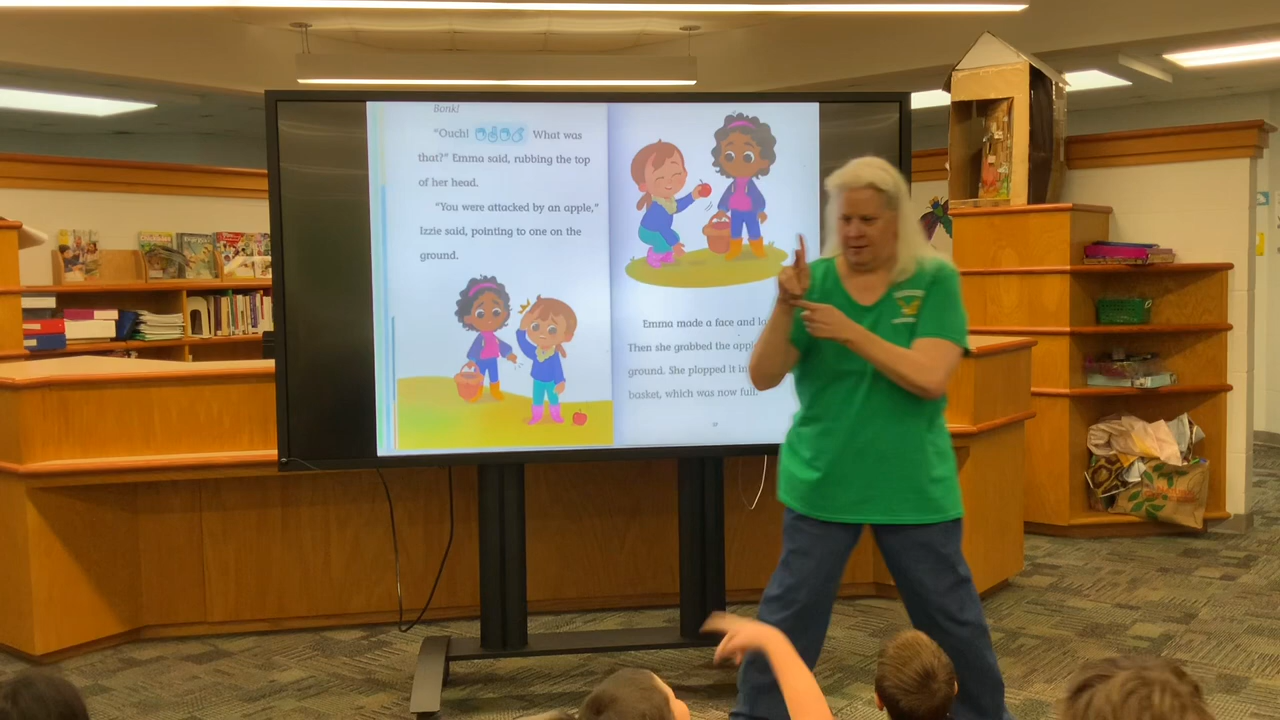 Bonk!
"Ouch! What was
that?" Emma said, rubbing the top
of her head.
"You were attacked by an apple,"
Izzie said, pointing to one on the
ground.
Emma made a face and
Then she grabbed the
ground. She plopped it
basket, which was now full.